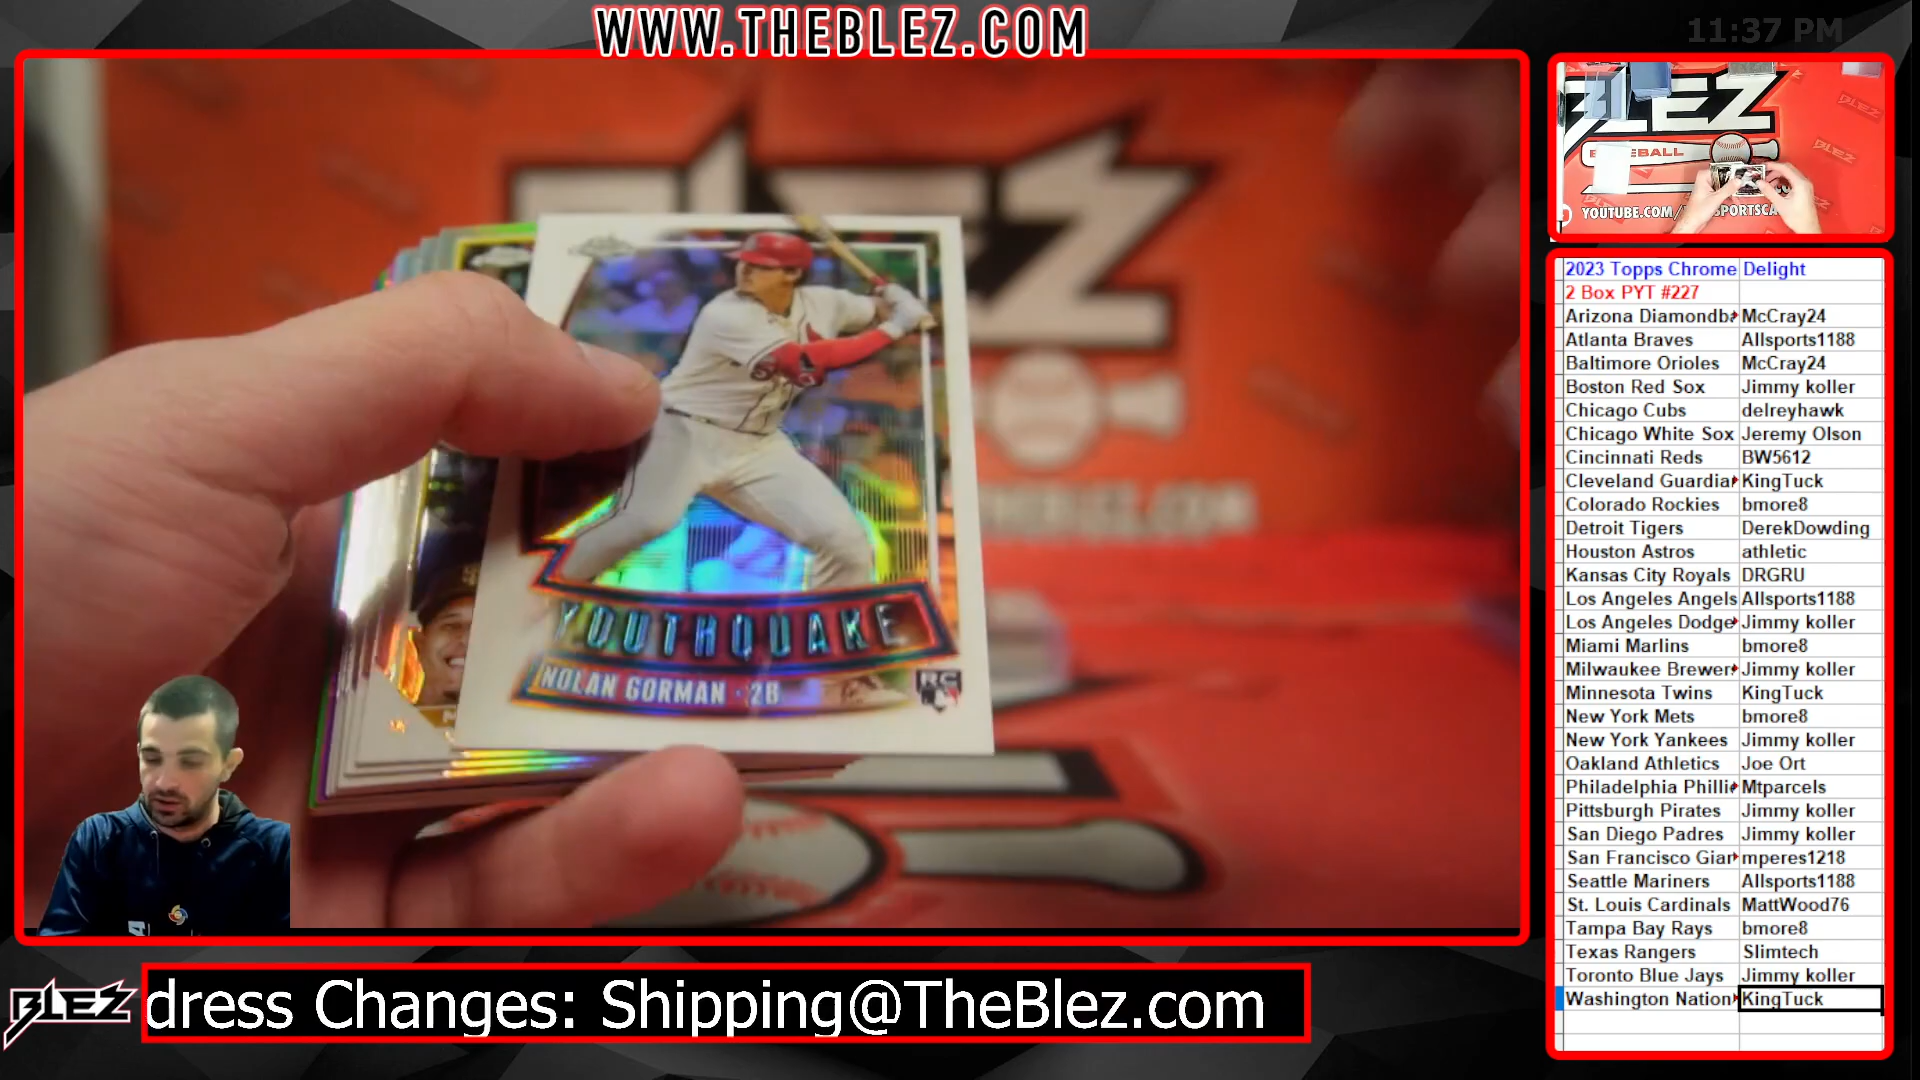 WWW.THEBLEZ.COM
11:37 PM
BLEZ
BASEBALL
YOUTUBE.COM/
SPORTSCA
YOUTHQUAKE
NOLAN GORMAN · 2B
RC
2023 Topps Chrome Delight
2 Box PYT #227
Arizona Diamondba McCray24
Atlanta Braves Allsports1188
Baltimore Orioles McCray24
Boston Red Sox Jimmy koller
Chicago Cubs delreyhawk
Chicago White Sox Jeremy Olson
Cincinnati Reds BW5612
Cleveland Guardia KingTuck
Colorado Rockies bmore8
Detroit Tigers DerekDowding
Houston Astros athletic
Kansas City Royals DRGRU
Los Angeles Angels Allsports1188
Los Angeles Dodge Jimmy koller
Miami Marlins bmore8
Milwaukee Brewer Jimmy koller
Minnesota Twins KingTuck
New York Mets bmore8
New York Yankees Jimmy koller
Oakland Athletics Joe Ort
Philadelphia Philli Mtparcels
Pittsburgh Pirates Jimmy koller
San Diego Padres Jimmy koller
San Francisco Gian mperes1218
Seattle Mariners Allsports1188
St. Louis Cardinals MattWood76
Tampa Bay Rays bmore8
Texas Rangers Slimtech
Toronto Blue Jays Jimmy koller
Washington Nation KingTuck
BLEZ
dress Changes: Shipping@TheBlez.com